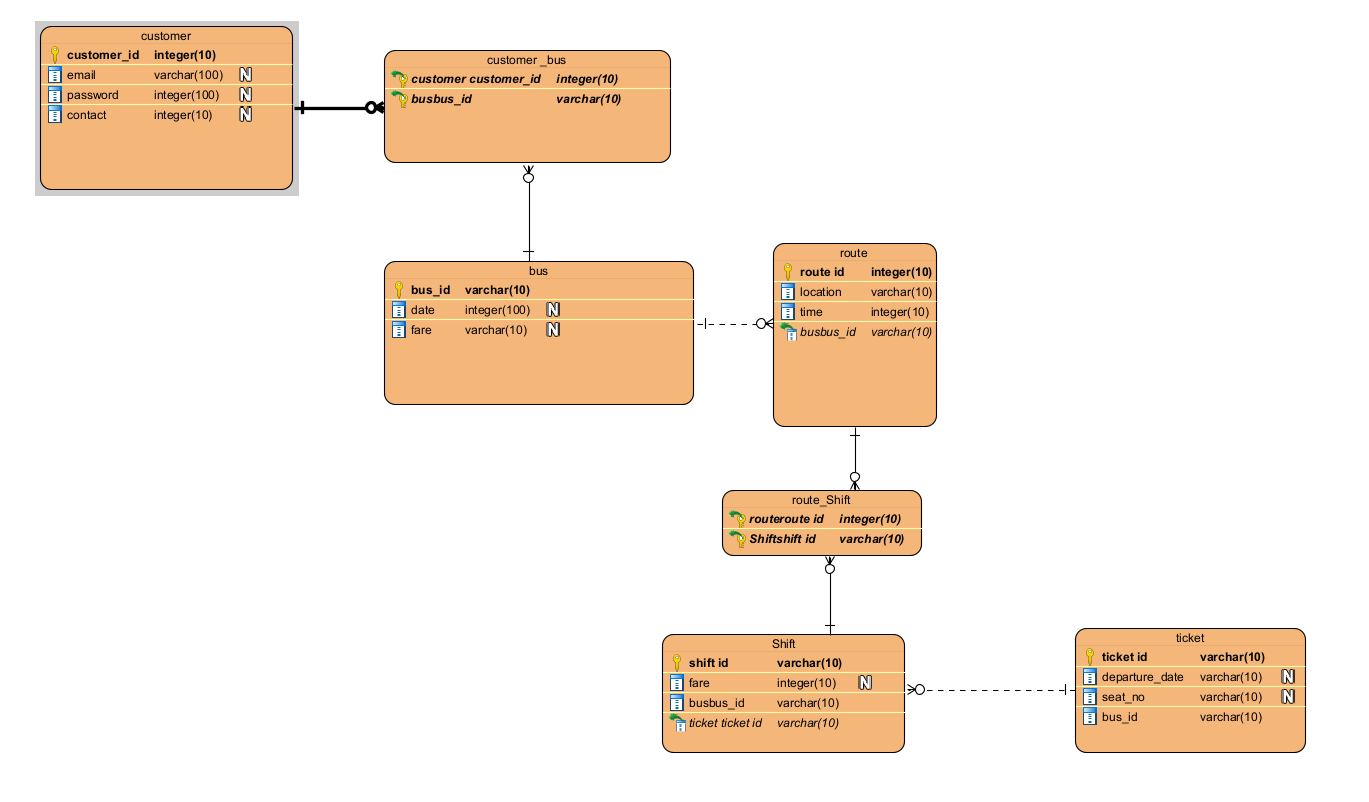 customer
customer_id integer(10)
email varchar(100) N
password integer(100) N
contact integer(10) N
customer _bus
customer customer_id integer(10)
busbus_id varchar(10)
bus
bus_id varchar(10)
date integer(100) N
fare varchar(10) N
route
route id integer(10)
location varchar(10)
time integer(10)
busbus_id varchar(10)
route_Shift
routeroute id integer(10)
Shiftshift id varchar(10)
Shift
shift id varchar(10)
fare integer(10) N
busbus_id varchar(10)
ticket ticket id varchar(10)
ticket
ticket id varchar(10)
departure_date varchar(10) N
seat_no varchar(10) N
bus_id varchar(10)